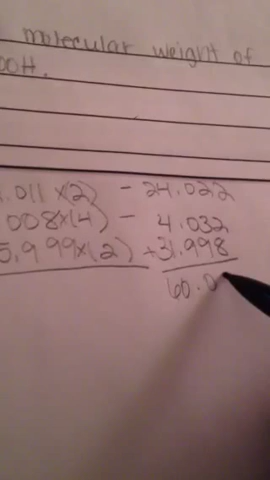 molecular weight of
OOH.
.011 x(2) - 24.022
.008x(4) - 4.032
5.999x(2) +31.998
60.0